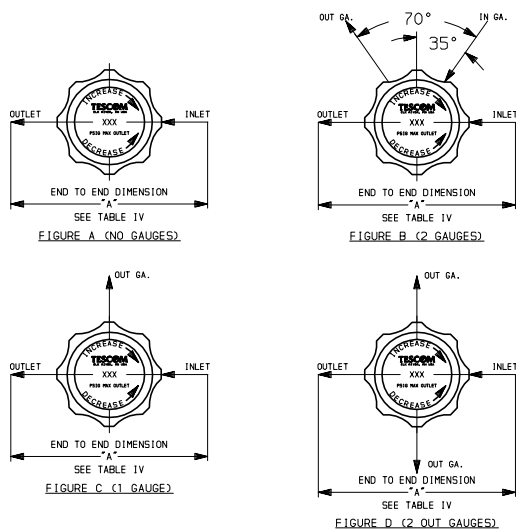 INCREASE
TESCOM
XXX
PSIG MAX OUTLET
DECREASE
OUTLET
INLET
END TO END DIMENSION
"A"
SEE TABLE IV
FIGURE A (NO GAUGES)
OUT GA.
70°
IN GA.
35°
INCREASE
TESCOM
XXX
PSIG MAX OUTLET
DECREASE
OUTLET
INLET
END TO END DIMENSION
"A"
SEE TABLE IV
FIGURE B (2 GAUGES)
OUT GA.
INCREASE
TESCOM
XXX
PSIG MAX OUTLET
DECREASE
OUTLET
INLET
END TO END DIMENSION
"A"
SEE TABLE IV
FIGURE C (1 GAUGE)
OUT GA.
INCREASE
TESCOM
XXX
PSIG MAX OUTLET
DECREASE
OUTLET
INLET
OUT GA.
END TO END DIMENSION
"A"
SEE TABLE IV
FIGURE D (2 OUT GAUGES)